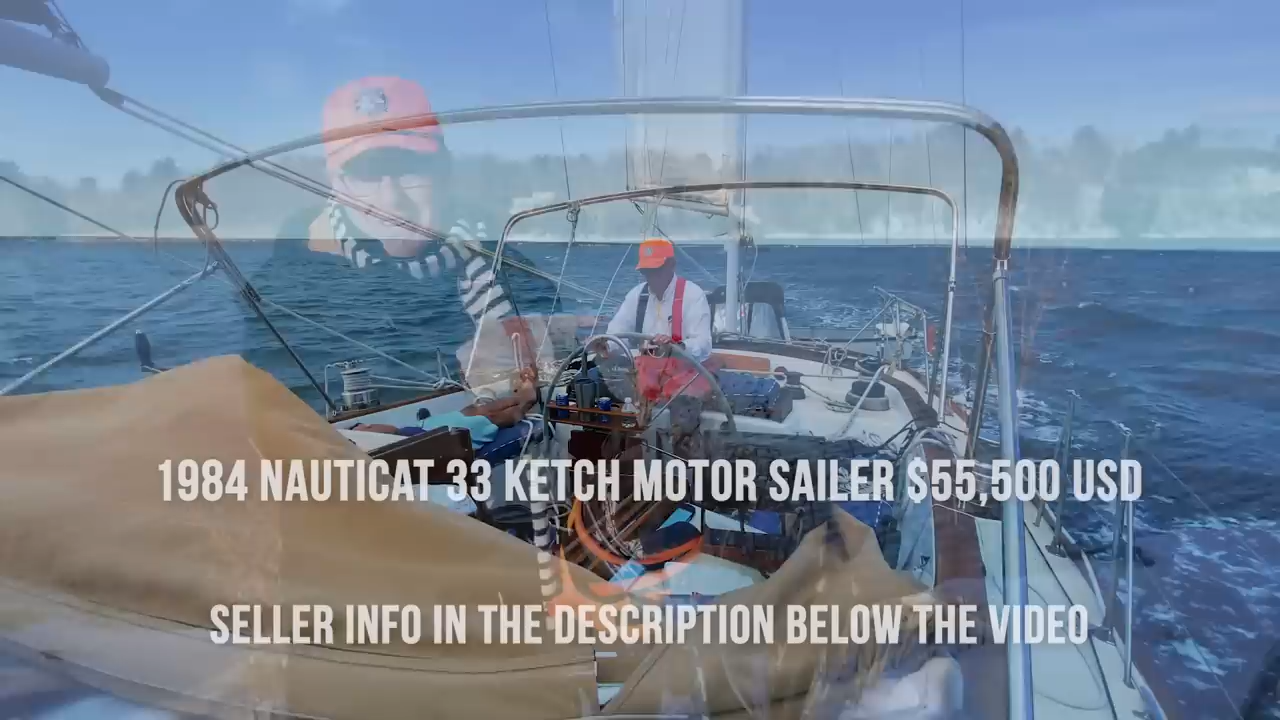 1984 NAUTICAT 33 KETCH MOTOR SAILER $55,500 USD
SELLER INFO IN THE DESCRIPTION BELOW THE VIDEO